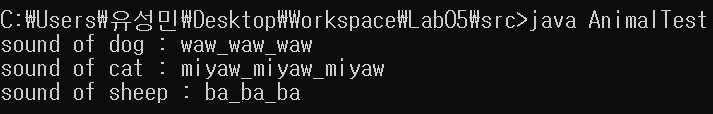 C:₩Users₩유성민₩Desktop₩Workspace₩Lab05₩src>java AnimalTest
sound of dog : waw_waw_waw
sound of cat : miyaw_miyaw_miyaw
sound of sheep : ba_ba_ba